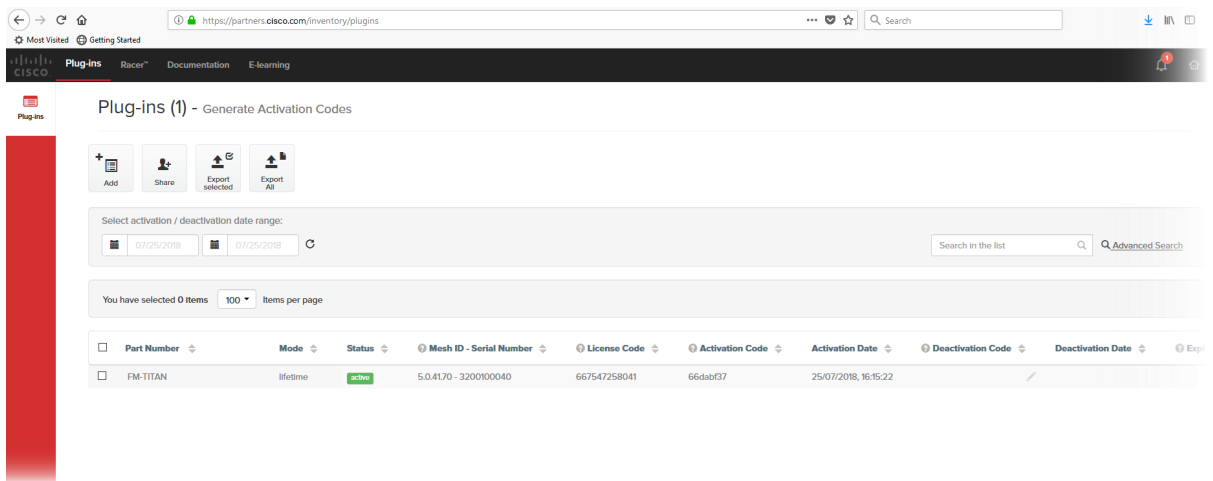 https://partners.cisco.com/inventory/plugins
Search
Most Visited Getting Started
CISCO Plug-ins Racer™ Documentation E-learning 1
Plug-ins
Plug-ins (1) - Generate Activation Codes
Add Share Export selected Export All
Select activation / deactivation date range:
07/25/2018 07/25/2018 Search in the list Advanced Search
You have selected 0 items 100 Items per page
Part Number Mode Status Mesh ID - Serial Number License Code Activation Code Activation Date Deactivation Code Deactivation Date
FM-TITAN lifetime active 5.0.41.70 - 3200100040 667547258041 66dabf37 25/07/2018, 16:15:22